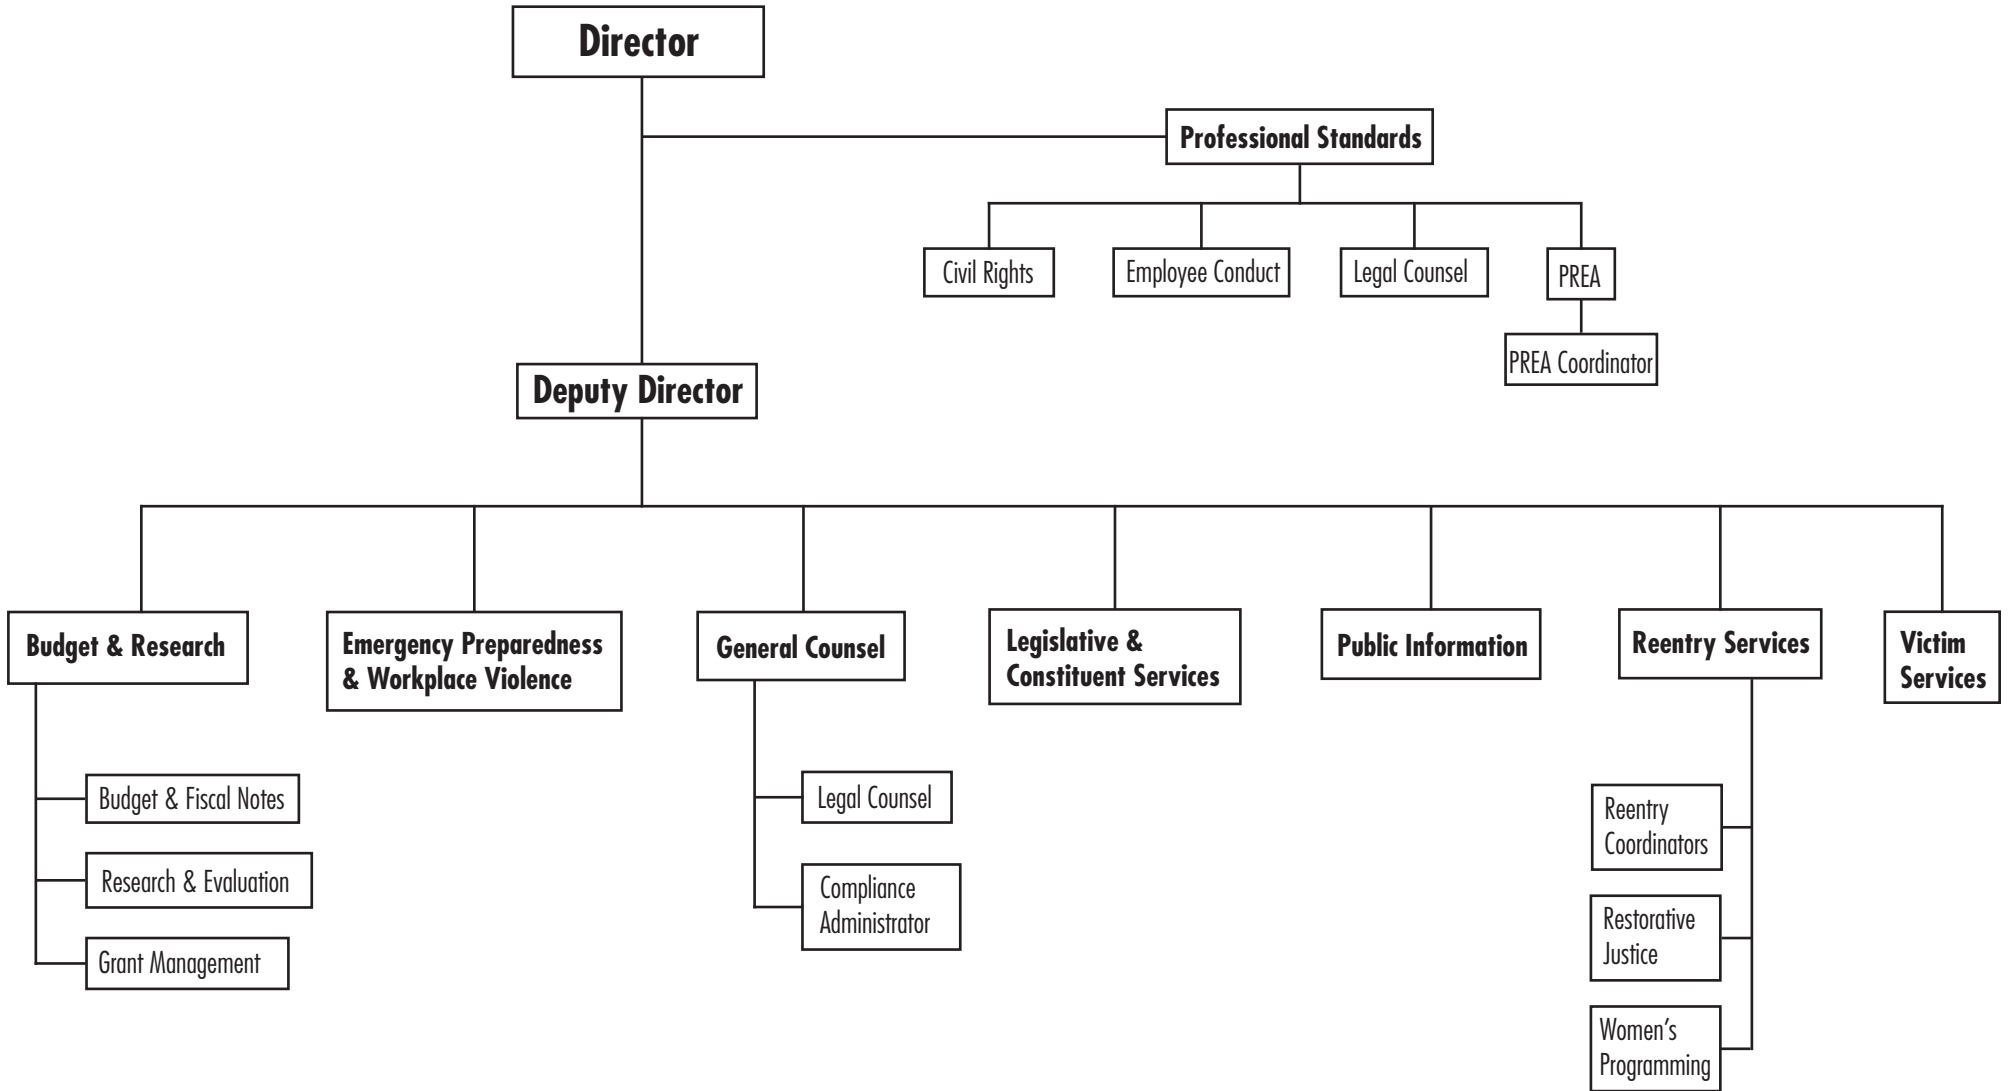 Director
Professional Standards
Civil Rights
Employee Conduct
Legal Counsel
PREA
PREA Coordinator
Deputy Director
Budget & Research
Emergency Preparedness
& Workplace Violence
General Counsel
Legislative &
Constituent Services
Public Information
Reentry Services
Victim
Services
Budget & Fiscal Notes
Research & Evaluation
Grant Management
Legal Counsel
Compliance
Administrator
Reentry
Coordinators
Restorative
Justice
Women’s
Programming